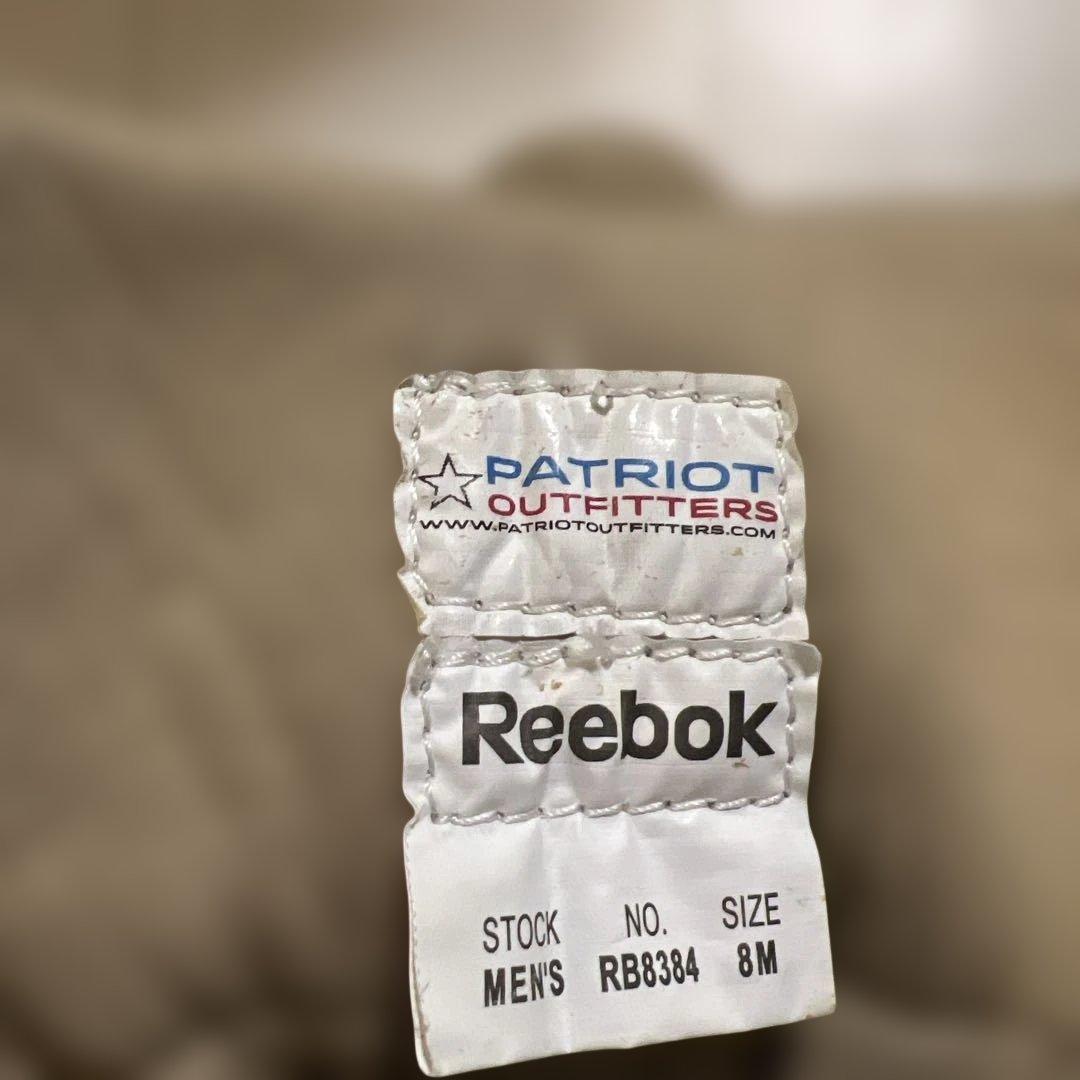 PATRIOT
OUTFITTERS
WWW.PATRIOTOUTFITTERS.COM
Reebok
STOCK NO. SIZE
MEN'S RB8384 8M